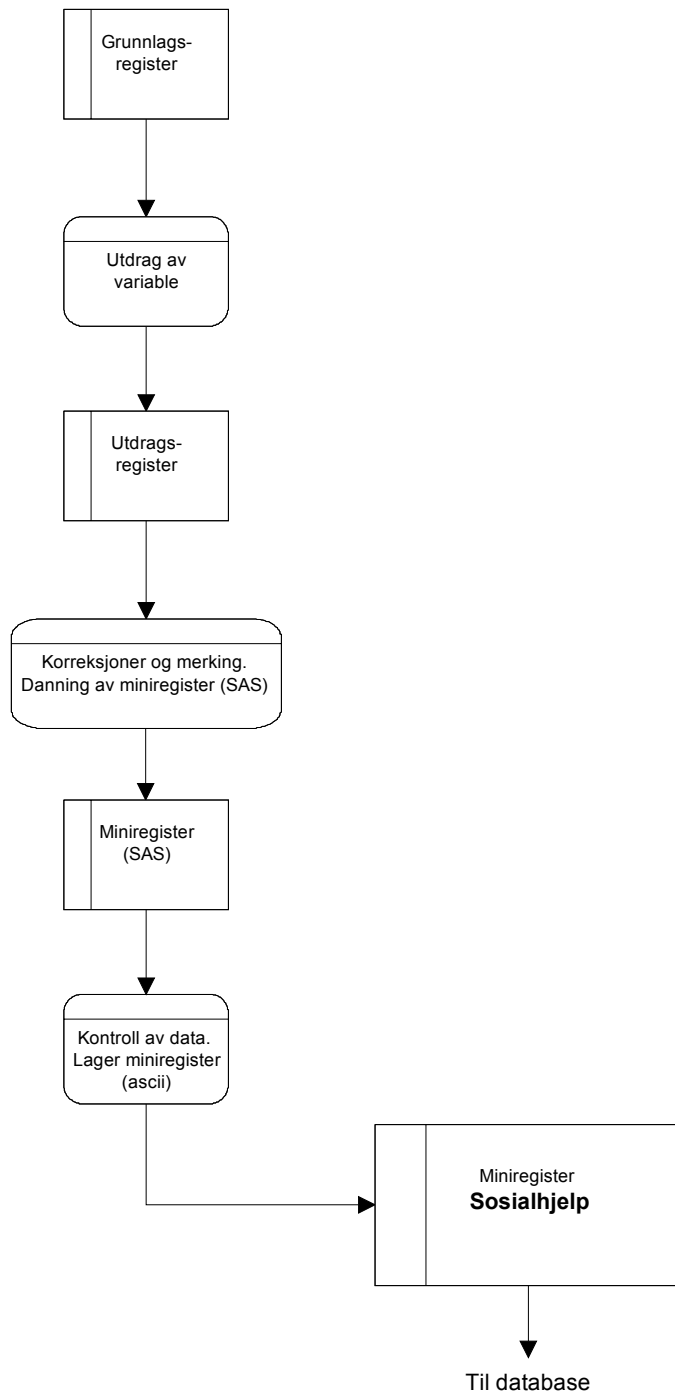 Grunnlags-
register
Utdrag av
variable
Utdrags-
register
Korreksjoner og merking.
Danning av miniregister (SAS)
Miniregister
(SAS)
Kontroll av data.
Lager miniregister
(ascii)
Miniregister
Sosialhjelp
Til database